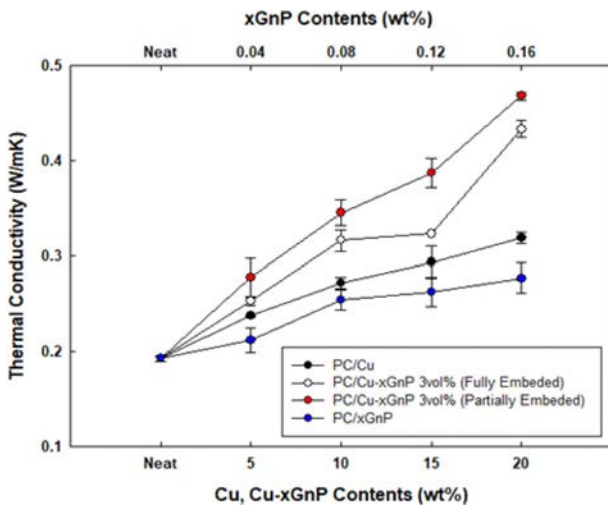 xGnP Contents (wt%)
Neat 0.04 0.08 0.12 0.16
0.5
0.4
0.3
0.2
0.1
Thermal Conductivity (W/mK)
PC/Cu
PC/Cu-xGnP 3vol% (Fully Embeded)
PC/Cu-xGnP 3vol% (Partially Embeded)
PC/xGnP
Neat 5 10 15 20
Cu, Cu-xGnP Contents (wt%)